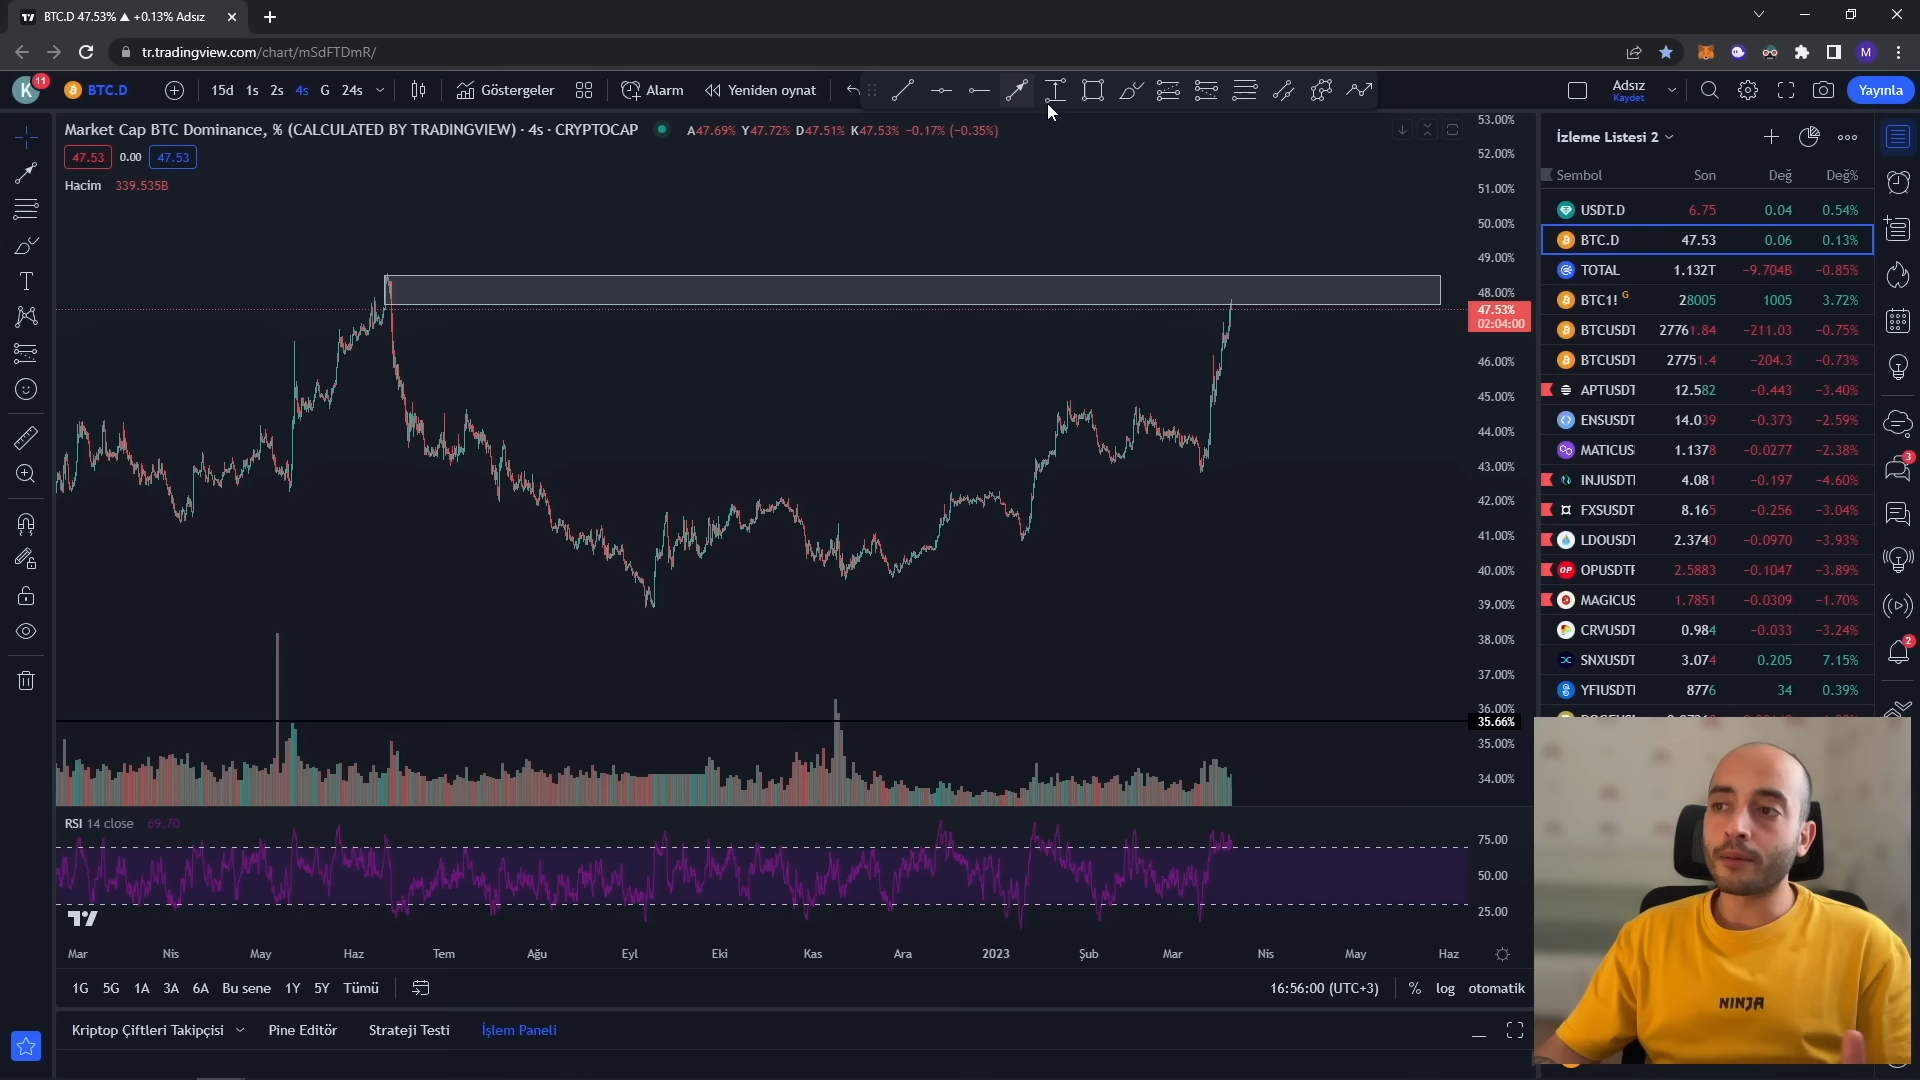 BTC.D 47.53% ▲ +0.13% Adsız
tr.tradingview.com/chart/mSdFTDmR/
M
K 11 BTC.D 15d 1s 2s 4s G 24s Göstergeler Alarm Yeniden oynat Adsız Kaydet Yayınla
Market Cap BTC Dominance, % (CALCULATED BY TRADINGVIEW) · 4s · CRYPTOCAP A47.69% Y47.72% D47.51% K47.53% −0.17% (−0.35%)
47.53 0.00 47.53
Hacim 339.535B
53.00%
52.00%
51.00%
50.00%
49.00%
48.00%
47.53%
02:04:00
46.00%
45.00%
44.00%
43.00%
42.00%
41.00%
40.00%
39.00%
38.00%
37.00%
36.00%
35.66%
35.00%
34.00%
RSI 14 close 69.70
75.00
50.00
25.00
Mar Nis May Haz Tem Ağu Eyl Eki Kas Ara 2023 Şub Mar Nis May Haz
1G 5G 1A 3A 6A Bu sene 1Y 5Y Tümü 16:56:00 (UTC+3) % log otomatik
Kriptop Çiftleri Takipçisi Pine Editör Strateji Testi İşlem Paneli
İzleme Listesi 2
Sembol Son Değ Değ%
USDT.D 6.75 0.04 0.54%
BTC.D 47.53 0.06 0.13%
TOTAL 1.132T −9.704B −0.85%
BTC1! G 28005 1005 3.72%
BTCUSDT 27761.84 −211.03 −0.75%
BTCUSDT 27751.4 −204.3 −0.73%
APTUSDT 12.582 −0.443 −3.40%
ENSUSDT 14.039 −0.373 −2.59%
MATICUS 1.1378 −0.0277 −2.38%
INJUSDTI 4.081 −0.197 −4.60%
FXSUSDT 8.165 −0.256 −3.04%
LDOUSDT 2.3740 −0.0970 −3.93%
OP OPUSDTF 2.5883 −0.1047 −3.89%
MAGICUS 1.7851 −0.0309 −1.70%
CRVUSDT 0.984 −0.033 −3.24%
SNXUSDT 3.074 0.205 7.15%
YFIUSDTI 8776 34 0.39%
3
2
NINJA